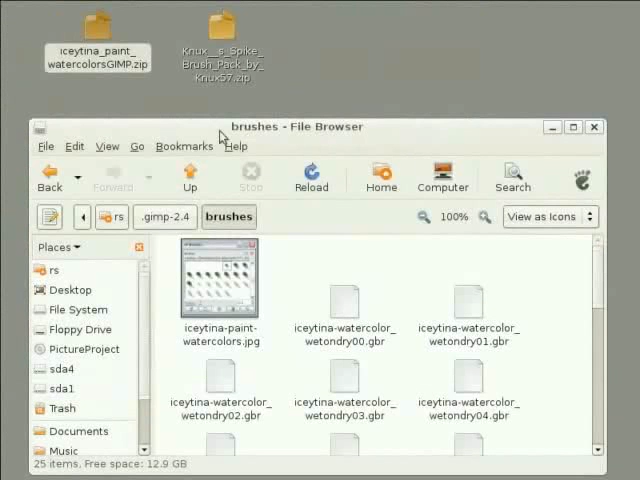 iceytina_paint_
watercolorsGIMP.zip
Knux__s_Spike_
Brush_Pack_by_
Knux57.zip
brushes - File Browser
File Edit View Go Bookmarks Help
Back Forward Up Stop Reload Home Computer Search
rs .gimp-2.4 brushes 100% View as Icons
Places
rs
Desktop
File System
Floppy Drive
PictureProject
sda4
sda1
Trash
Documents
Music
iceytina-paint-
watercolors.jpg
iceytina-watercolor_
wetondry00.gbr
iceytina-watercolor_
wetondry01.gbr
iceytina-watercolor_
wetondry02.gbr
iceytina-watercolor_
wetondry03.gbr
iceytina-watercolor_
wetondry04.gbr
25 items, Free space: 12.9 GB